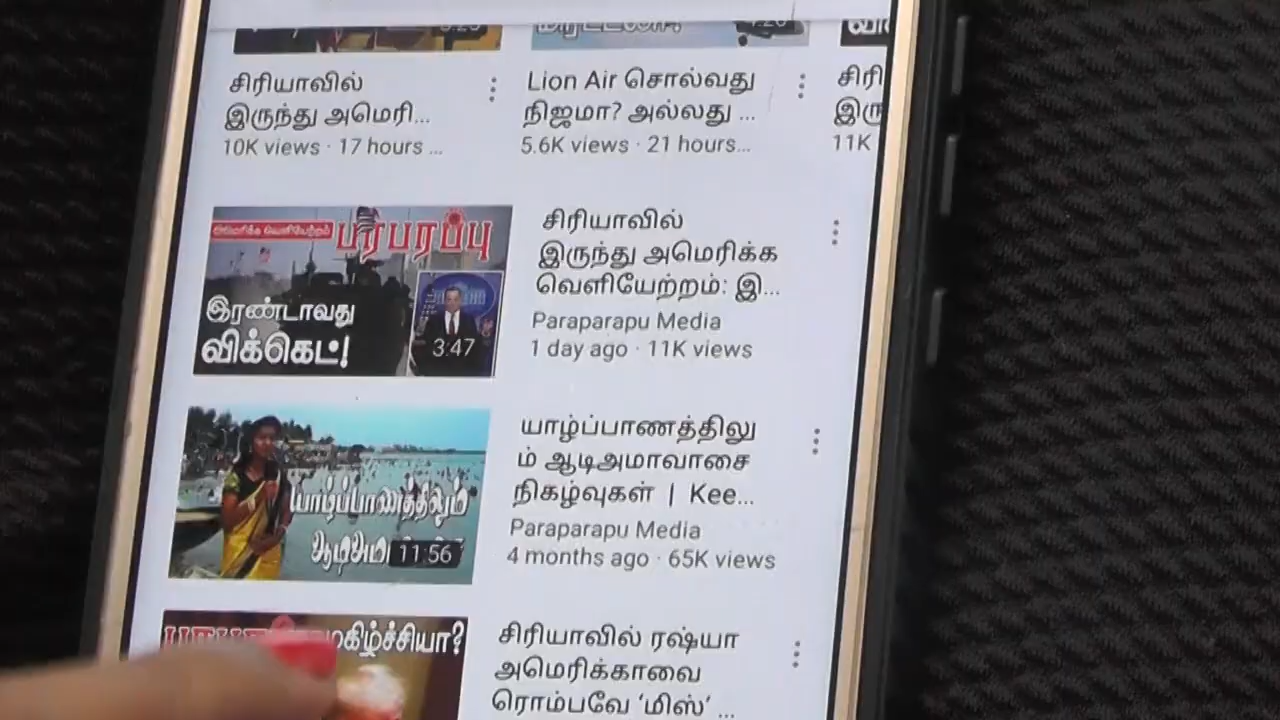 சிரியாவில்
இருந்து அமெரி...
10K views · 17 hours ...
Lion Air சொல்வது
நிஜமா? அல்லது ...
5.6K views · 21 hours...
சிரி
இரு
11K
அமெரிக்க வெளியேற்றம்
பரபரப்பு
இரண்டாவது
விக்கெட்!
3:47
சிரியாவில்
இருந்து அமெரிக்க
வெளியேற்றம்: இ...
Paraparapu Media
1 day ago · 11K views
யாழ்ப்பாணத்திலும்
ஆடிஅம
11:56
யாழ்ப்பாணத்திலு
ம் ஆடிஅமாவாசை
நிகழ்வுகள் | Kee...
Paraparapu Media
4 months ago · 65K views
மகிழ்ச்சியா?
சிரியாவில் ரஷ்யா
அமெரிக்காவை
ரொம்பவே 'மிஸ்' ...